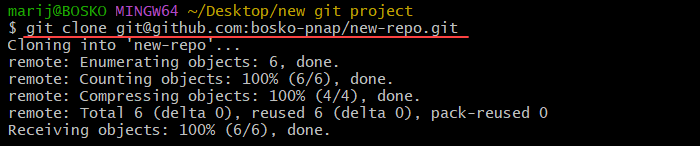 marij@BOSKO MINGW64 ~/Desktop/new git project
$ git clone git@github.com:bosko-pnap/new-repo.git
Cloning into 'new-repo'...
remote: Enumerating objects: 6, done.
remote: Counting objects: 100% (6/6), done.
remote: Compressing objects: 100% (4/4), done.
remote: Total 6 (delta 0), reused 6 (delta 0), pack-reused 0
Receiving objects: 100% (6/6), done.